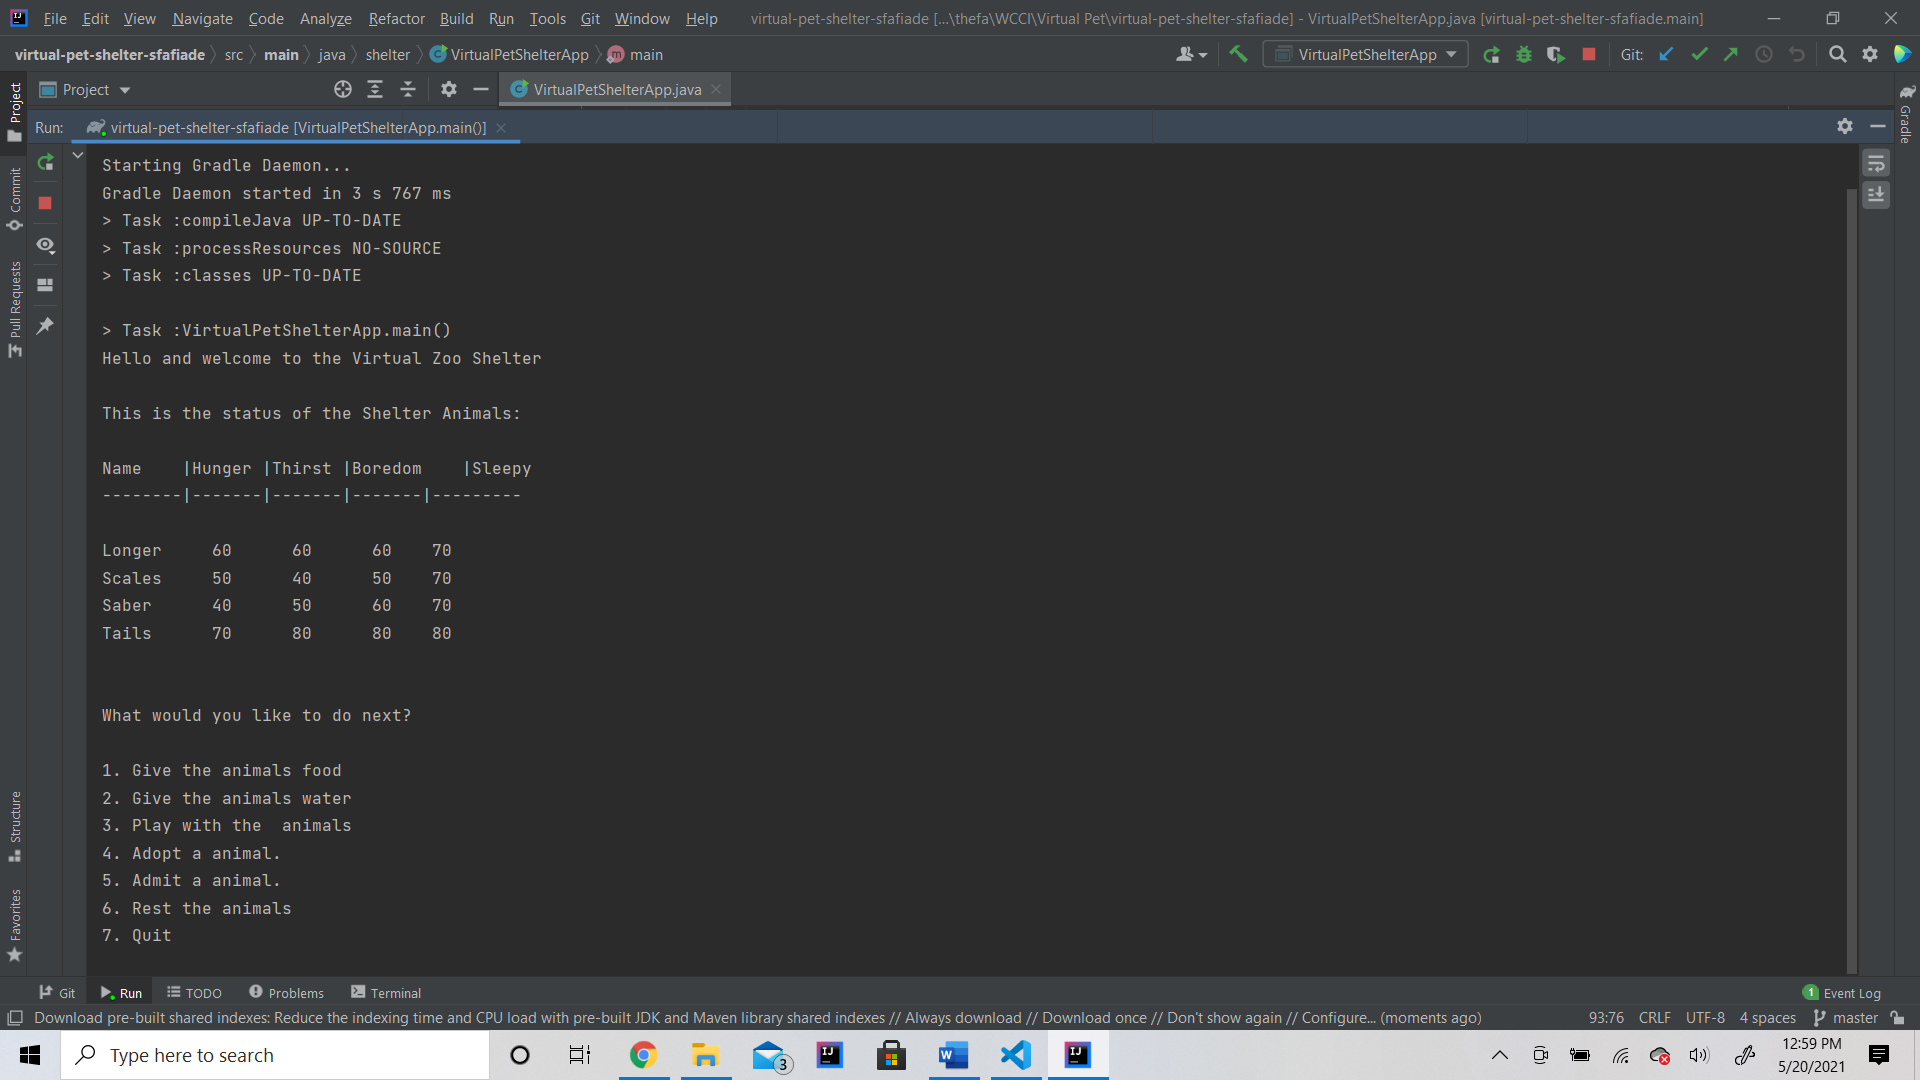 File Edit View Navigate Code Analyze Refactor Build Run Tools Git Window Help virtual-pet-shelter-sfafiade [...\thefa\WCCI\Virtual Pet\virtual-pet-shelter-sfafiade] - VirtualPetShelterApp.java [virtual-pet-shelter-sfafiade.main]
virtual-pet-shelter-sfafiade src main java shelter VirtualPetShelterApp m main VirtualPetShelterApp Git:
Project VirtualPetShelterApp.java
Run: virtual-pet-shelter-sfafiade [VirtualPetShelterApp.main()]
Project
Commit
Pull Requests
Structure
Favorites
Gradle
Starting Gradle Daemon...
Gradle Daemon started in 3 s 767 ms
> Task :compileJava UP-TO-DATE
> Task :processResources NO-SOURCE
> Task :classes UP-TO-DATE
> Task :VirtualPetShelterApp.main()
Hello and welcome to the Virtual Zoo Shelter
This is the status of the Shelter Animals:
Name    |Hunger |Thirst |Boredom    |Sleepy
--------|-------|-------|-------|---------
Longer     60      60      60    70
Scales     50      40      50    70
Saber      40      50      60    70
Tails      70      80      80    80
What would you like to do next?
1. Give the animals food
2. Give the animals water
3. Play with the  animals
4. Adopt a animal.
5. Admit a animal.
6. Rest the animals
7. Quit
Git Run TODO Problems Terminal 1 Event Log
Download pre-built shared indexes: Reduce the indexing time and CPU load with pre-built JDK and Maven library shared indexes // Always download // Download once // Don't show again // Configure... (moments ago) 93:76 CRLF UTF-8 4 spaces master
Type here to search 3 12:59 PM
5/20/2021